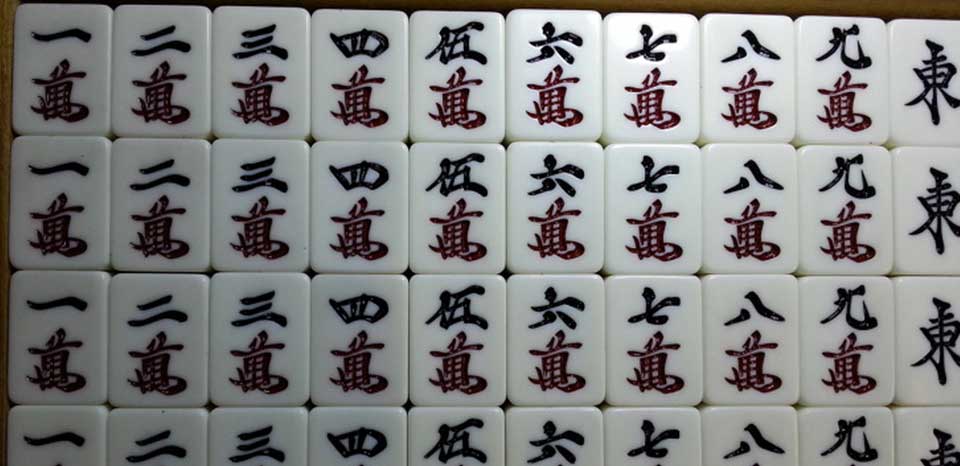 一 二 三 四 伍 六 七 八 九 東
萬 萬 萬 萬 萬 萬 萬 萬 萬
一 二 三 四 伍 六 七 八 九 東
萬 萬 萬 萬 萬 萬 萬 萬 萬
一 二 三 四 伍 六 七 八 九 東
萬 萬 萬 萬 萬 萬 萬 萬 萬
一 二 三 四 伍 六 七 八 九 東